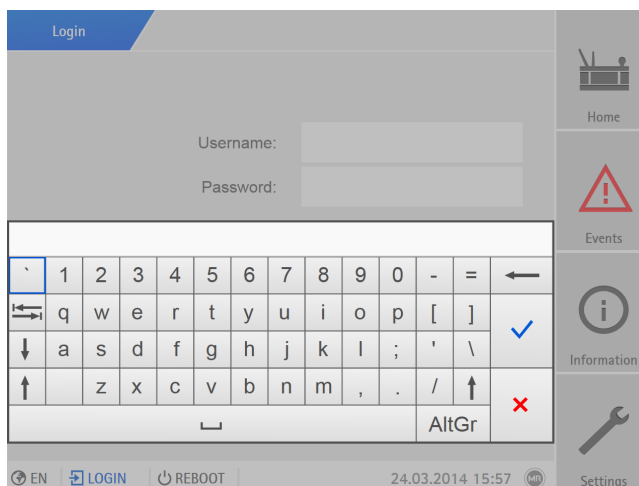 Login
Home
Username:
Password:
Events
` 1 2 3 4 5 6 7 8 9 0 - =
q w e r t y u i o p [ ]
a s d f g h j k l ; ' \
Information
z x c v b n m , . /
AltGr
EN LOGIN REBOOT 24.03.2014 15:57 MR
Settings